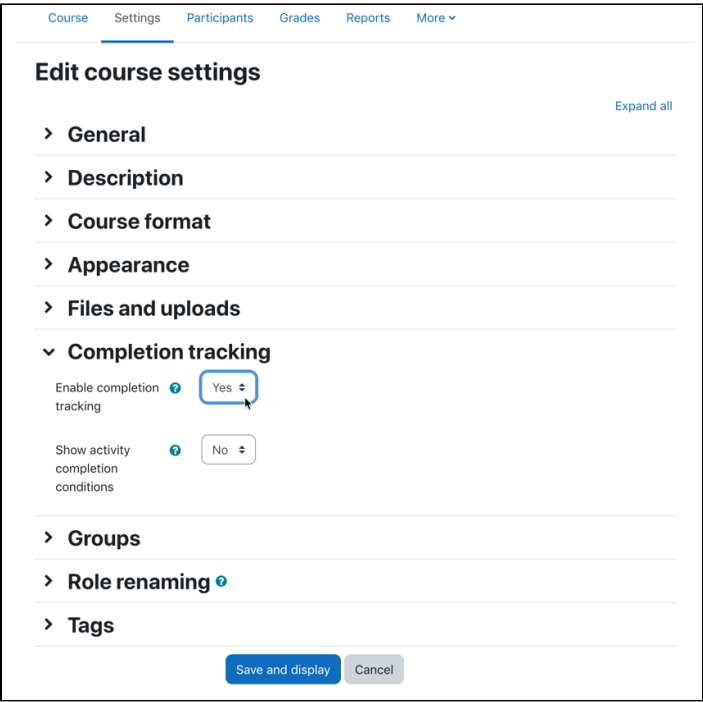 Course Settings Participants Grades Reports More
Edit course settings
Expand all
General
Description
Course format
Appearance
Files and uploads
Completion tracking
Enable completion ? Yes
tracking
Show activity ? No
completion
conditions
Groups
Role renaming ?
Tags
Save and display Cancel